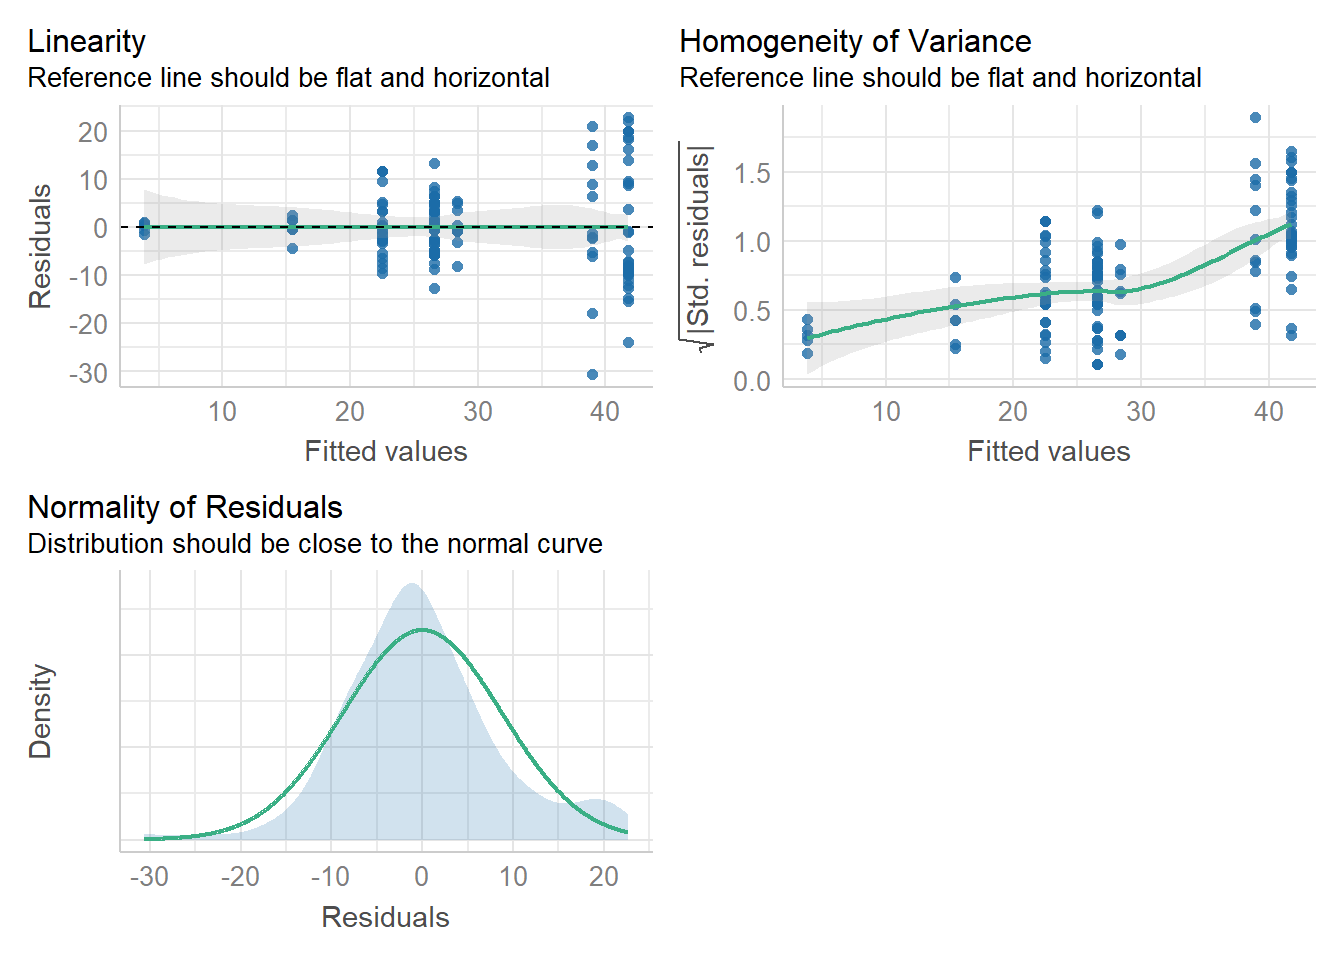 Linearity
Reference line should be flat and horizontal
20
10
0
-10
-20
-30
Residuals
10
20
30
40
Fitted values
Homogeneity of Variance
Reference line should be flat and horizontal
1.5
1.0
0.5
0.0
√|Std. residuals|
10
20
30
40
Fitted values
Normality of Residuals
Distribution should be close to the normal curve
Density
-30
-20
-10
0
10
20
Residuals